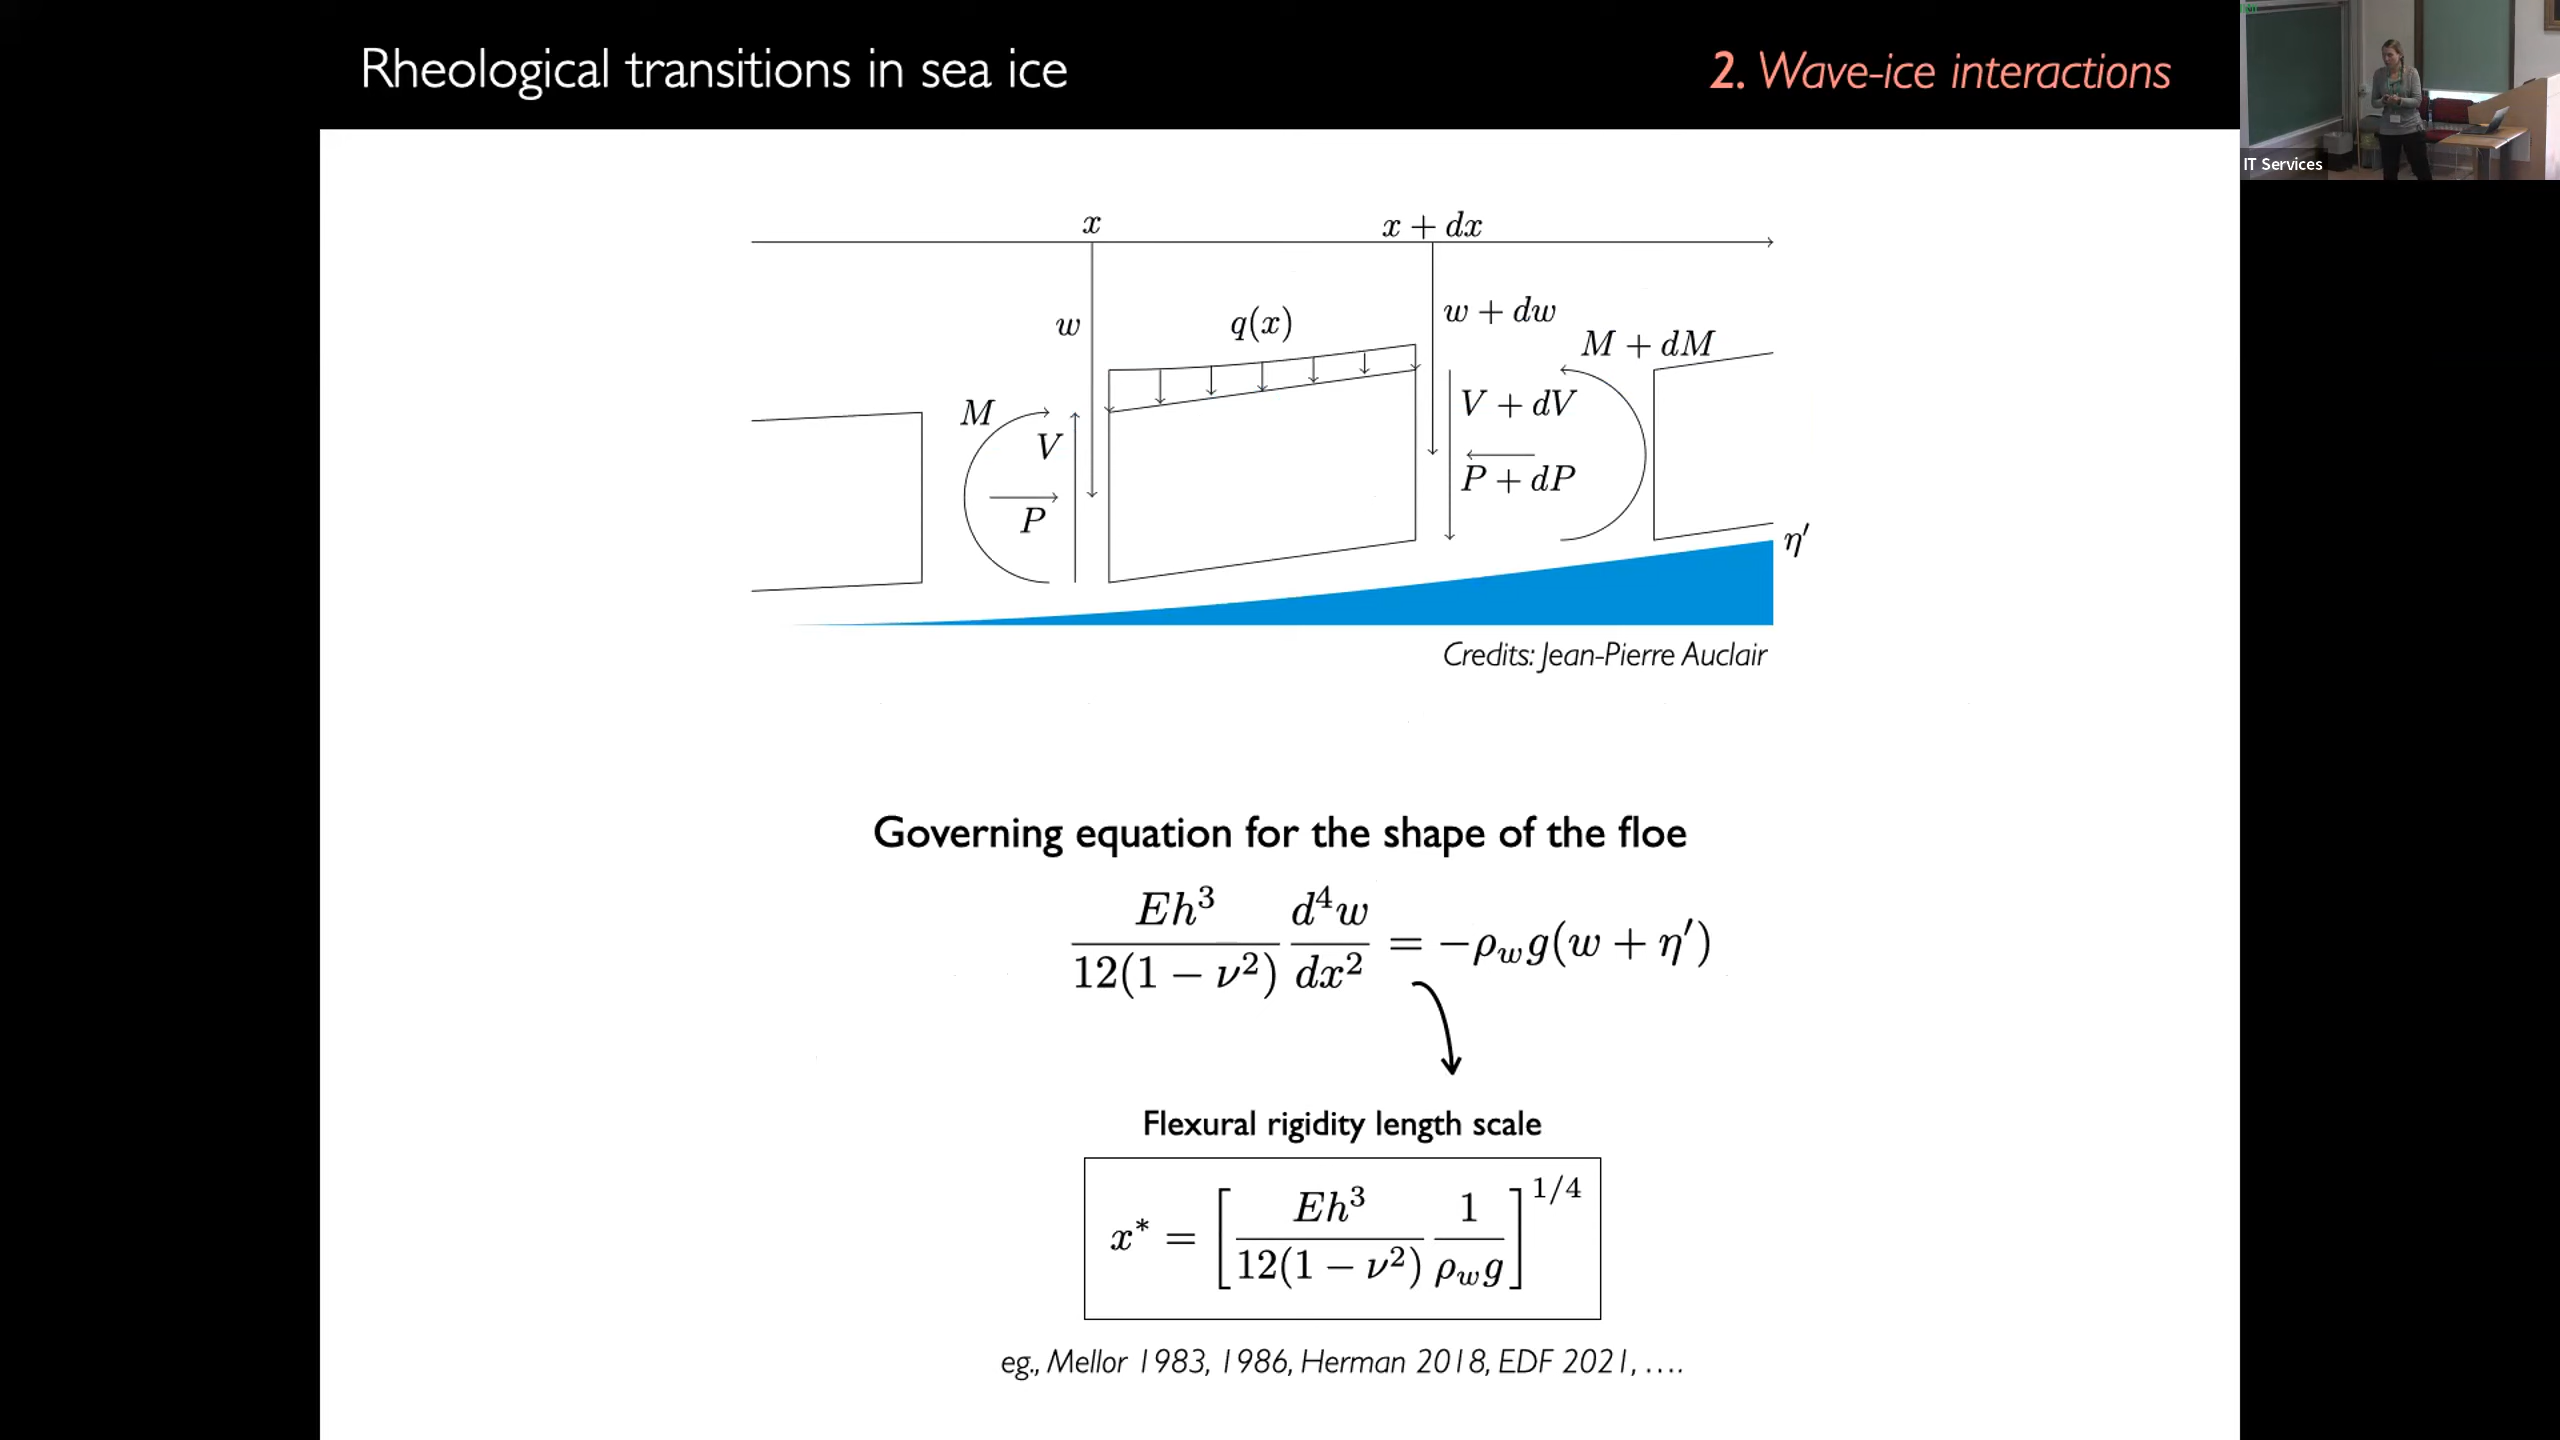 Rheological transitions in sea ice
2. Wave-ice interactions
IT Services
x
x + dx
w
q(x)
w + dw
M + dM
M
V
V + dV
P
P + dP
η′
Credits: Jean-Pierre Auclair
Governing equation for the shape of the floe
Eh³ / 12(1 − ν²) d⁴w / dx² = −ρ_w g(w + η′)
Flexural rigidity length scale
x* = [ Eh³ / 12(1 − ν²) 1 / ρ_w g ]^1/4
eg., Mellor 1983, 1986, Herman 2018, EDF 2021, ....